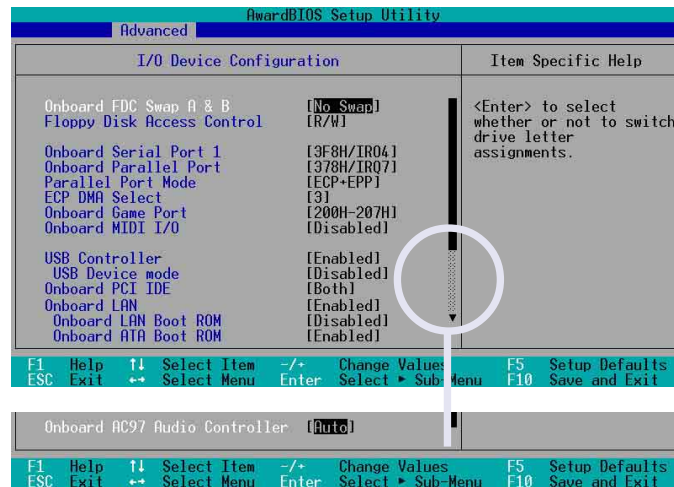 AwardBIOS Setup Utility
Advanced
I/O Device Configuration
Item Specific Help
Onboard FDC Swap A & B [No Swap]
Floppy Disk Access Control [R/W]
<Enter> to select
whether or not to switch
drive letter
assignments.
Onboard Serial Port 1 [3F8H/IRQ4]
Onboard Parallel Port [378H/IRQ7]
Parallel Port Mode [ECP+EPP]
ECP DMA Select [3]
Onboard Game Port [200H-207H]
Onboard MIDI I/O [Disabled]
USB Controller [Enabled]
USB Device mode [Disabled]
Onboard PCI IDE [Both]
Onboard LAN [Enabled]
Onboard LAN Boot ROM [Disabled]
Onboard ATA Boot ROM [Enabled]
F1 Help ↑↓ Select Item -/+ Change Values F5 Setup Defaults
ESC Exit ↔ Select Menu Enter Select ► Sub-Menu F10 Save and Exit
Onboard AC97 Audio Controller [Auto]
F1 Help ↑↓ Select Item -/+ Change Values F5 Setup Defaults
ESC Exit ↔ Select Menu Enter Select ► Sub-Menu F10 Save and Exit